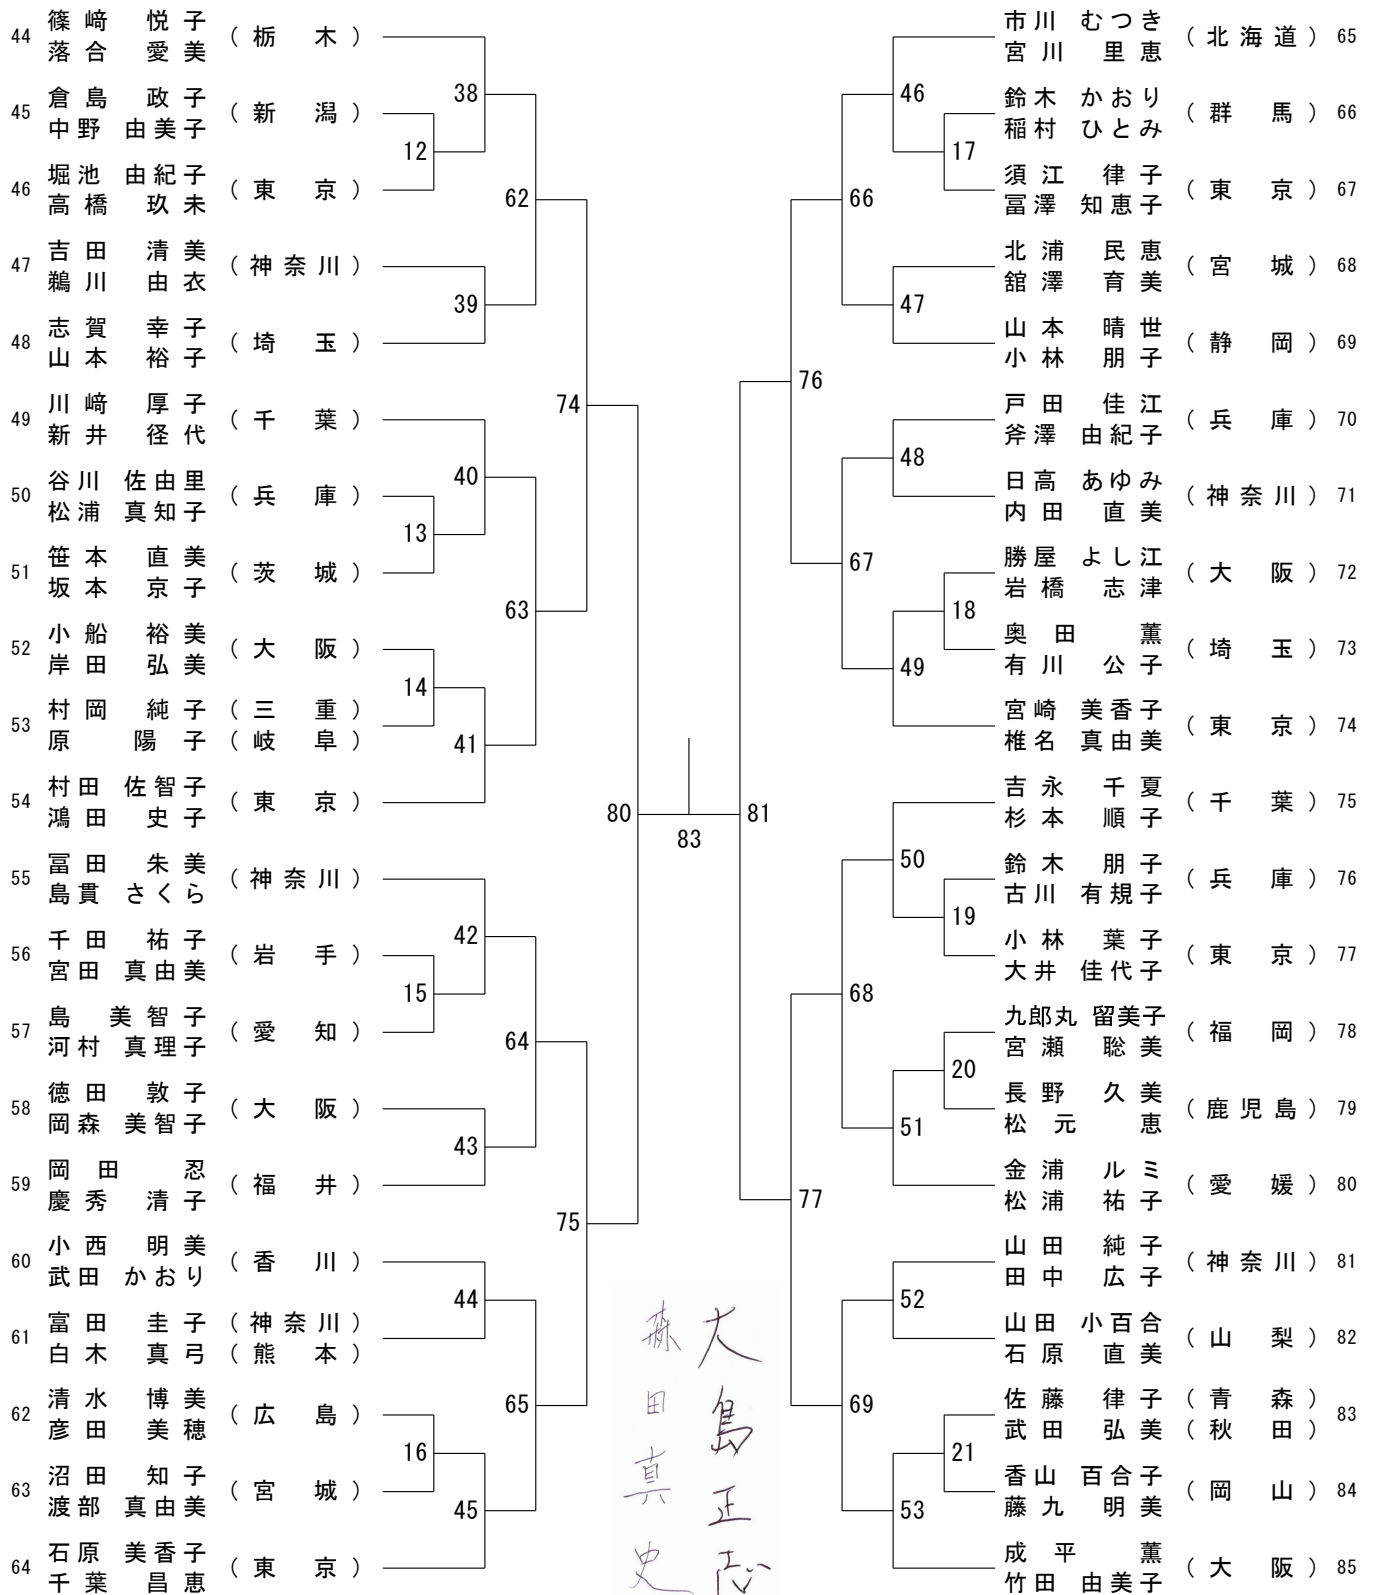 44 篠﨑 悦子 (栃木)
落合 愛美
45 倉島 政子 (新潟)
中野 由美子
46 堀池 由紀子 (東京)
高橋 玖未
47 吉田 清美 (神奈川)
鵜川 由衣
48 志賀 幸子 (埼玉)
山本 裕子
49 川﨑 厚子 (千葉)
新井 径代
50 谷川 佐由里 (兵庫)
松浦 真知子
51 笹本 直美 (茨城)
坂本 京子
52 小船 裕美 (大阪)
岸田 弘美
53 村岡 純子 (三重)
原 陽子 (岐阜)
54 村田 佐智子 (東京)
鴻田 史子
55 冨田 朱美 (神奈川)
島貫 さくら
56 千田 祐子 (岩手)
宮田 真由美
57 島 美智子 (愛知)
河村 真理子
58 徳田 敦子 (大阪)
岡森 美智子
59 岡田 忍 (福井)
慶秀 清子
60 小西 明美 (香川)
武田 かおり
61 富田 圭子 (神奈川)
白木 真弓 (熊本)
62 清水 博美 (広島)
彦田 美穂
63 沼田 知子 (宮城)
渡部 真由美
64 石原 美香子 (東京)
千葉 昌恵
12
13
14
15
16
38
39
40
41
42
43
44
45
62
63
64
65
74
75
80
83
81
76
77
66
67
68
69
46
47
48
49
50
51
52
53
17
18
19
20
21
市川 むつき (北海道) 65
宮川 里恵
鈴木 かおり (群馬) 66
稲村 ひとみ
須江 律子 (東京) 67
冨澤 知恵子
北浦 民恵 (宮城) 68
舘澤 育美
山本 晴世 (静岡) 69
小林 朋子
戸田 佳江 (兵庫) 70
斧澤 由紀子
日高 あゆみ (神奈川) 71
内田 直美
勝屋 よし江 (大阪) 72
岩橋 志津
奥田 薫 (埼玉) 73
有川 公子
宮崎 美香子 (東京) 74
椎名 真由美
吉永 千夏 (千葉) 75
杉本 順子
鈴木 朋子 (兵庫) 76
古川 有規子
小林 葉子 (東京) 77
大井 佳代子
九郎丸 留美子 (福岡) 78
宮瀬 聡美
長野 久美 (鹿児島) 79
松元 恵
金浦 ルミ (愛媛) 80
松浦 祐子
山田 純子 (神奈川) 81
田中 広子
山田 小百合 (山梨) 82
石原 直美
佐藤 律子 (青森) 83
武田 弘美 (秋田)
香山 百合子 (岡山) 84
藤九 明美
成平 薫 (大阪) 85
竹田 由美子
大島正志
森田真史